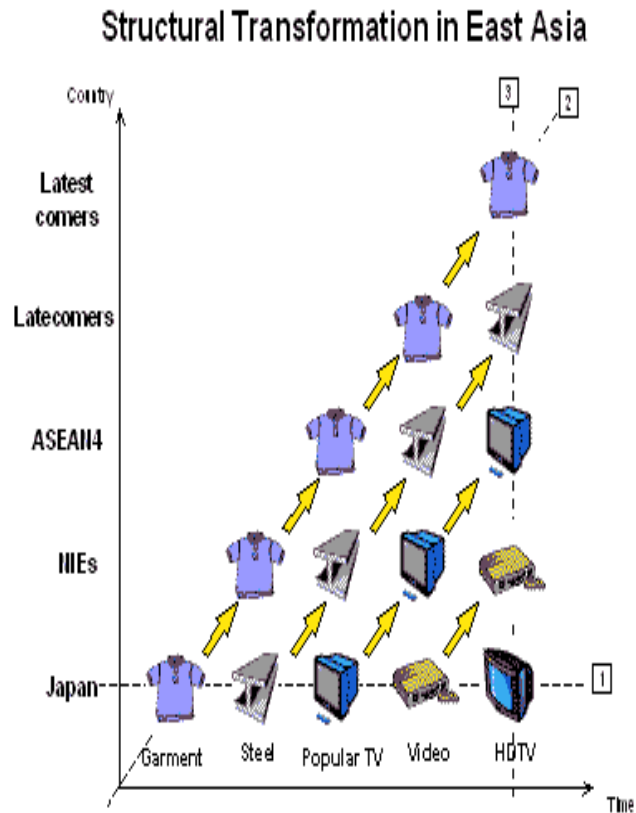 Structural Transformation in East Asia
Country
3
2
Latest
comers
Latecomers
ASEAN4
NIEs
Japan
1
Garment
Steel
Popular TV
Video
HDTV
Time